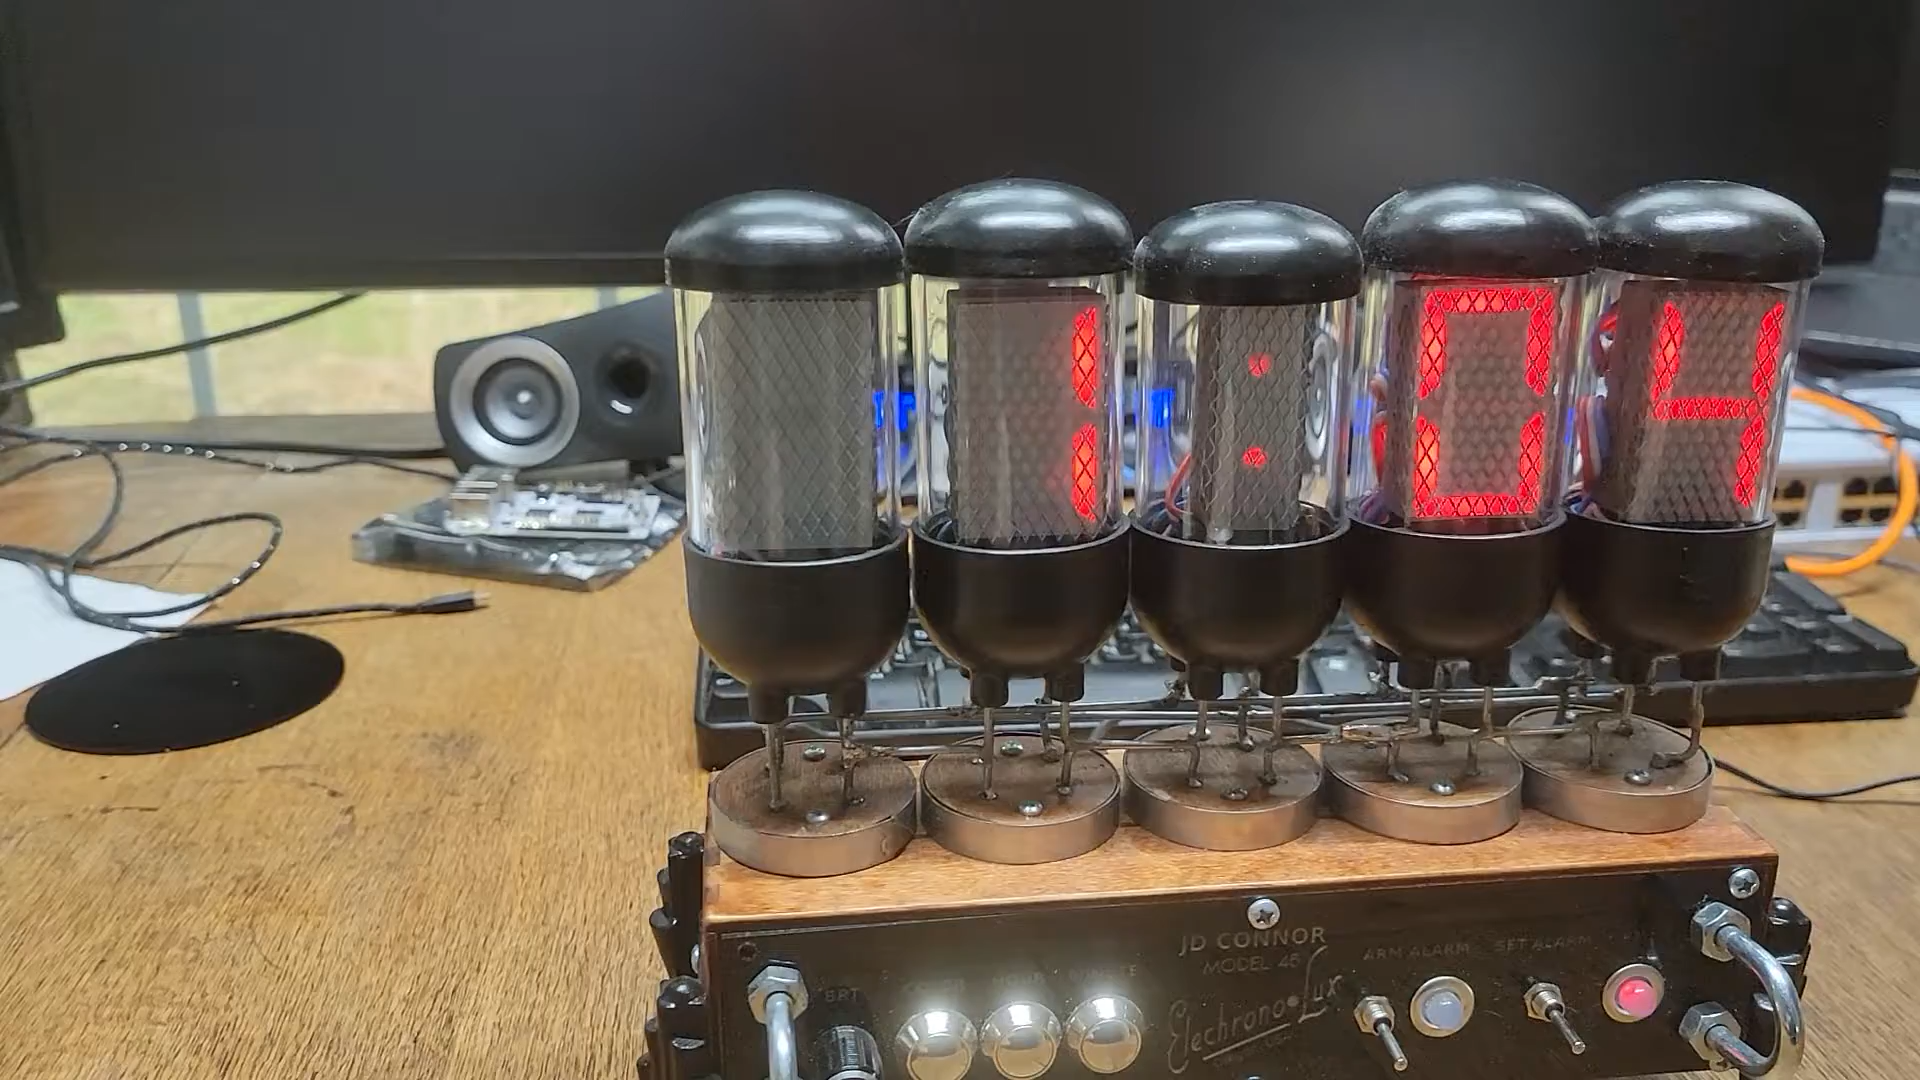 1:04
JD CONNOR
MODEL 46
ARM ALARM SET ALARM
BRT
HOUR MINUTE
Elechrono•Lux